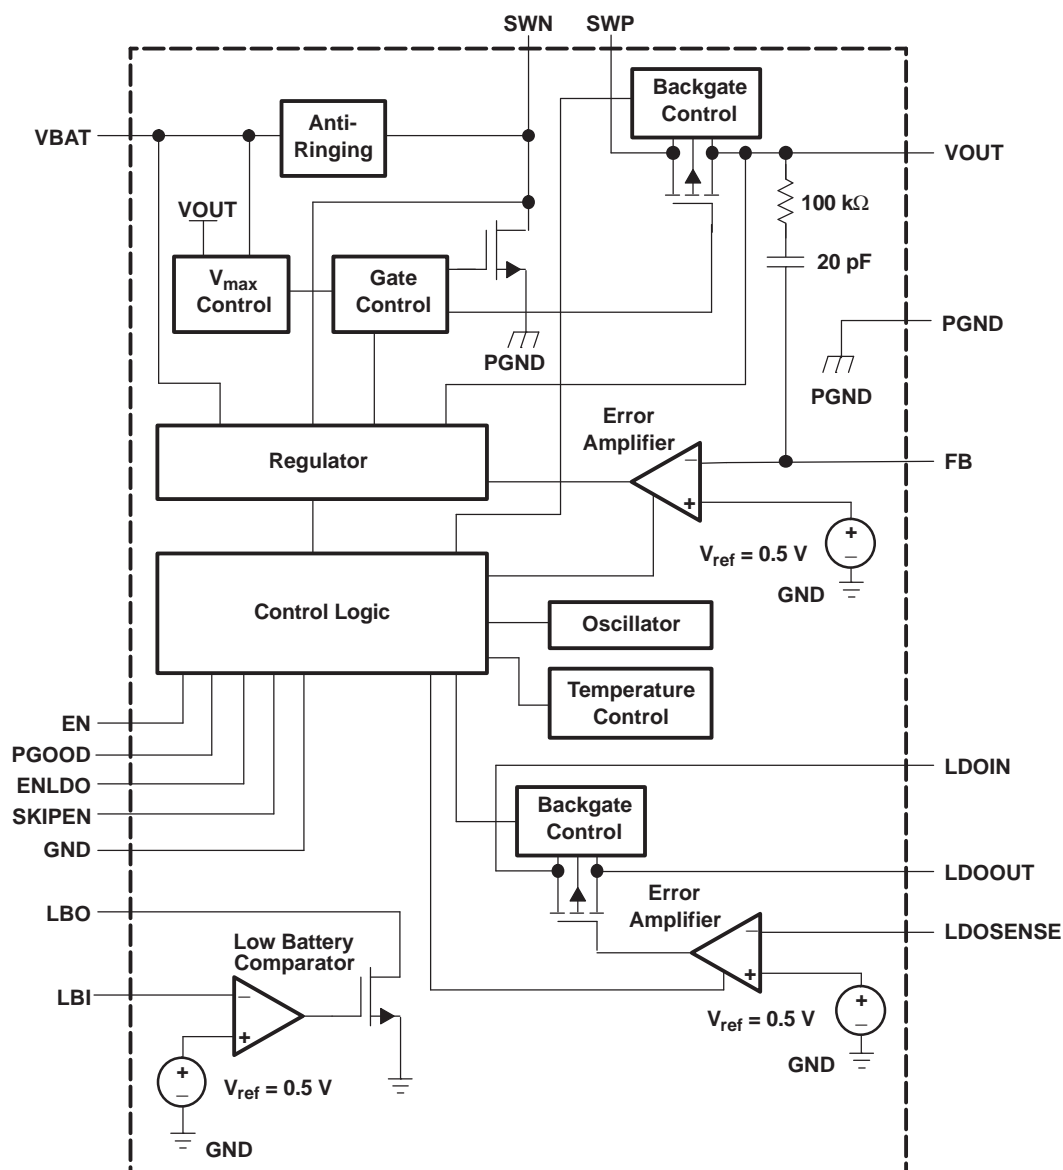 SWN SWP
Backgate
Control
VBAT
Anti-
Ringing
VOUT
VOUT
100 kΩ
20 pF
Vmax
Control
Gate
Control
PGND
PGND
PGND
Error
Amplifier
Regulator
−
+
FB
Vref = 0.5 V
+
−
GND
Control Logic
Oscillator
Temperature
Control
EN
PGOOD
ENLDO
SKIPEN
GND
LDOIN
Backgate
Control
LDOOUT
LBO
Error
Amplifier
LDOSENSE
Low Battery
Comparator
−
+
LBI
−
+
Vref = 0.5 V
+
−
GND
+
−
Vref = 0.5 V
GND